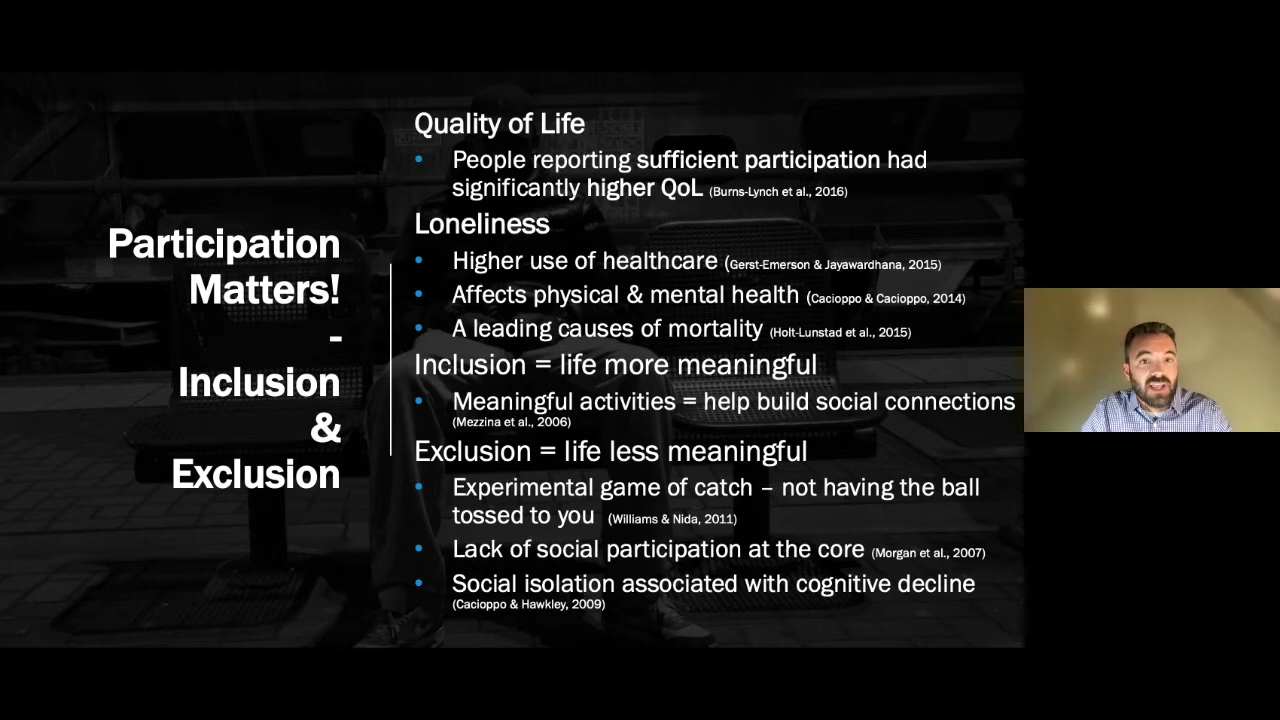 Participation
Matters!
-
Inclusion
&
Exclusion
Quality of Life
• People reporting sufficient participation had
significantly higher QoL (Burns-Lynch et al., 2016)
Loneliness
• Higher use of healthcare (Gerst-Emerson & Jayawardhana, 2015)
• Affects physical & mental health (Cacioppo & Cacioppo, 2014)
• A leading causes of mortality (Holt-Lunstad et al., 2015)
Inclusion = life more meaningful
• Meaningful activities = help build social connections
(Mezzina et al., 2006)
Exclusion = life less meaningful
• Experimental game of catch – not having the ball
tossed to you (Williams & Nida, 2011)
• Lack of social participation at the core (Morgan et al., 2007)
• Social isolation associated with cognitive decline
(Cacioppo & Hawkley, 2009)